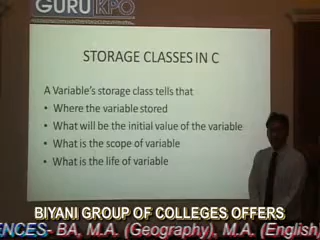 GURU KPO
STORAGE CLASSES IN C
A Variable's storage class tells that
• Where the variable stored
• What will be the initial value of the variable
• What is the scope of variable
• What is the life of variable
BIYANI GROUP OF COLLEGES OFFERS
ENCES- BA, M.A. (Geography), M.A. (English)